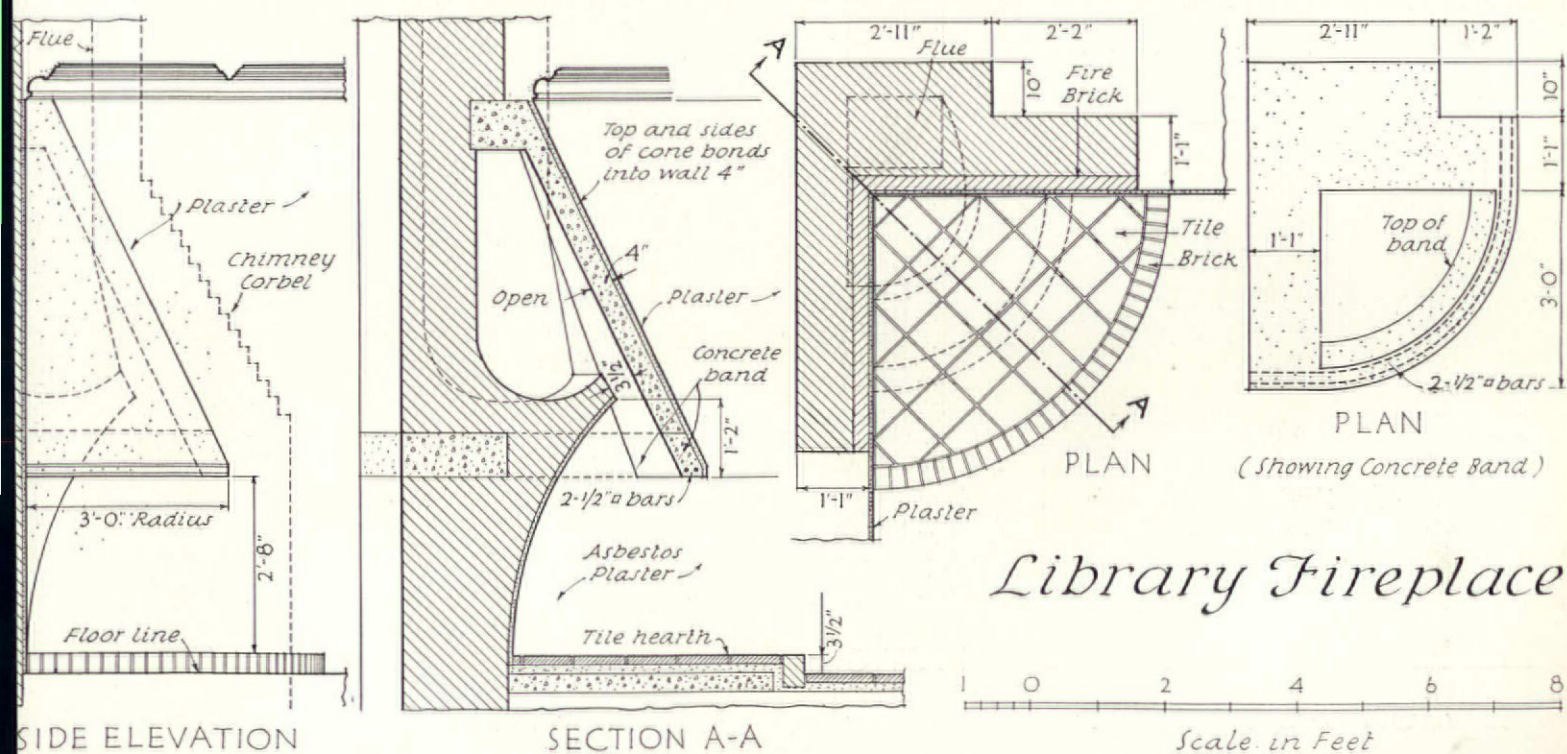 Flue
Plaster
Chimney
Corbel
3'-0" Radius
2'-8"
Floor line
SIDE ELEVATION
Top and sides
of cone bonds
into wall 4"
4"
Open
Plaster
3½"
Concrete
band
1'-2"
2-1/2"¤ bars
Asbestos
Plaster
Tile hearth
3½"
SECTION A-A
2'-11"
2'-2"
A
Flue
10"
Fire
Brick
1'-1"
Tile
Brick
A
PLAN
1'-1"
Plaster
2'-11"
1'-2"
10"
1'-1"
Top of
band
1'-1"
3'-0"
2-1/2"¤ bars
PLAN
(Showing Concrete Band)
Library Fireplace
1 0 2 4 6 8
Scale in Feet